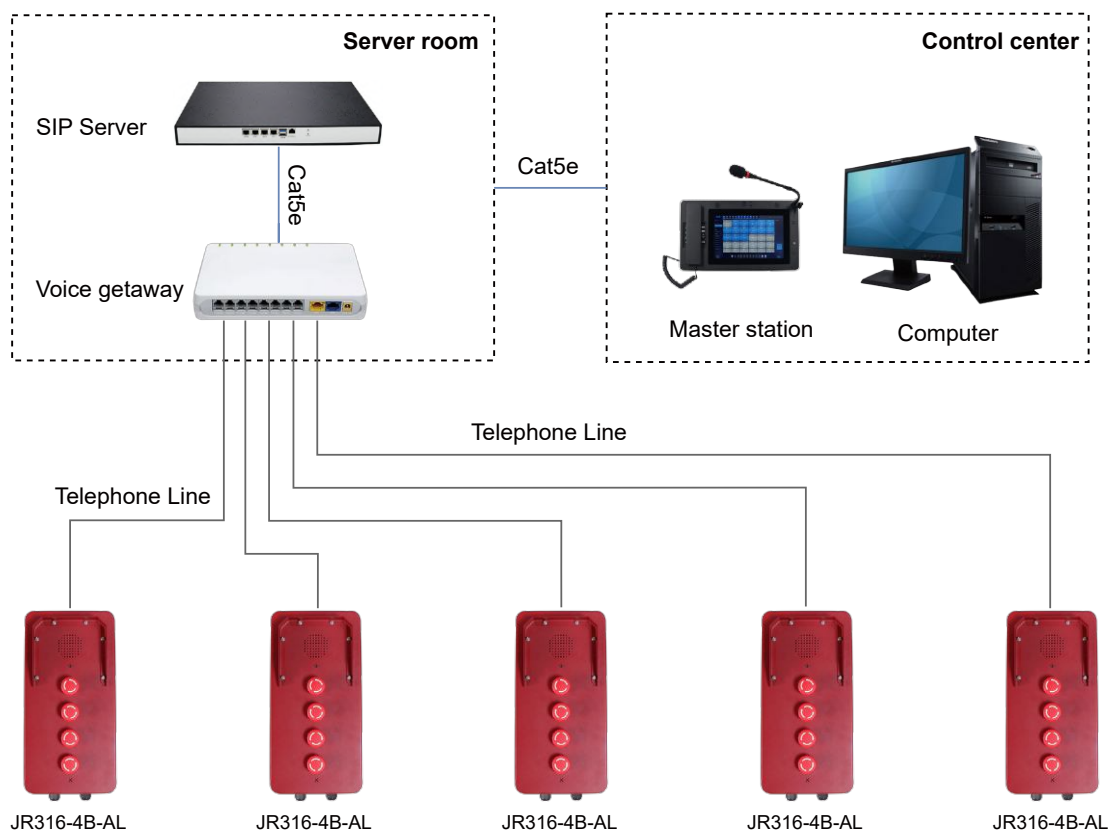 Server room
Control center
SIP Server
Cat5e
Cat5e
Voice getaway
Master station
Computer
Telephone Line
Telephone Line
JR316-4B-AL
JR316-4B-AL
JR316-4B-AL
JR316-4B-AL
JR316-4B-AL